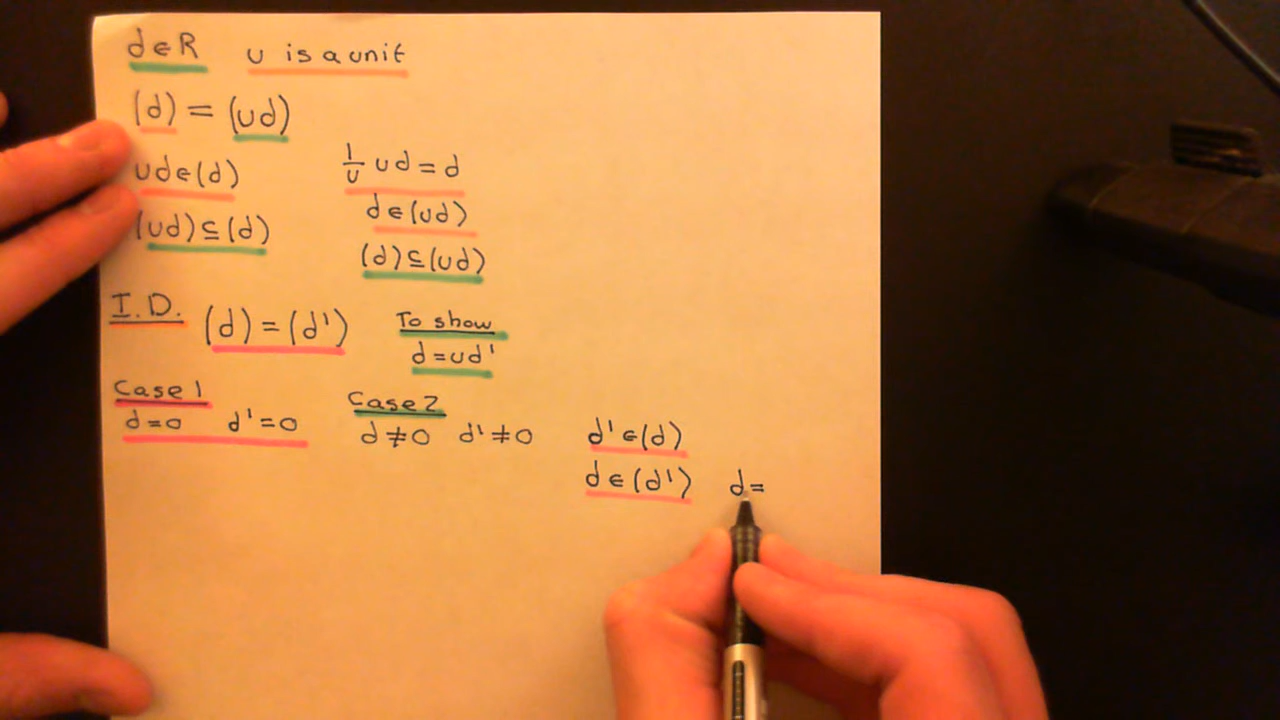 d∈R   u is a unit
(d) = (ud)
ud∈(d)   1/u ud = d
d∈(ud)
(ud)⊆(d)
(d)⊆(ud)
I.D.   (d) = (d')   To show
d=ud'
Case 1   Case 2
d=0   d'=0   d≠0   d'≠0   d'∈(d)
d∈(d')   d=